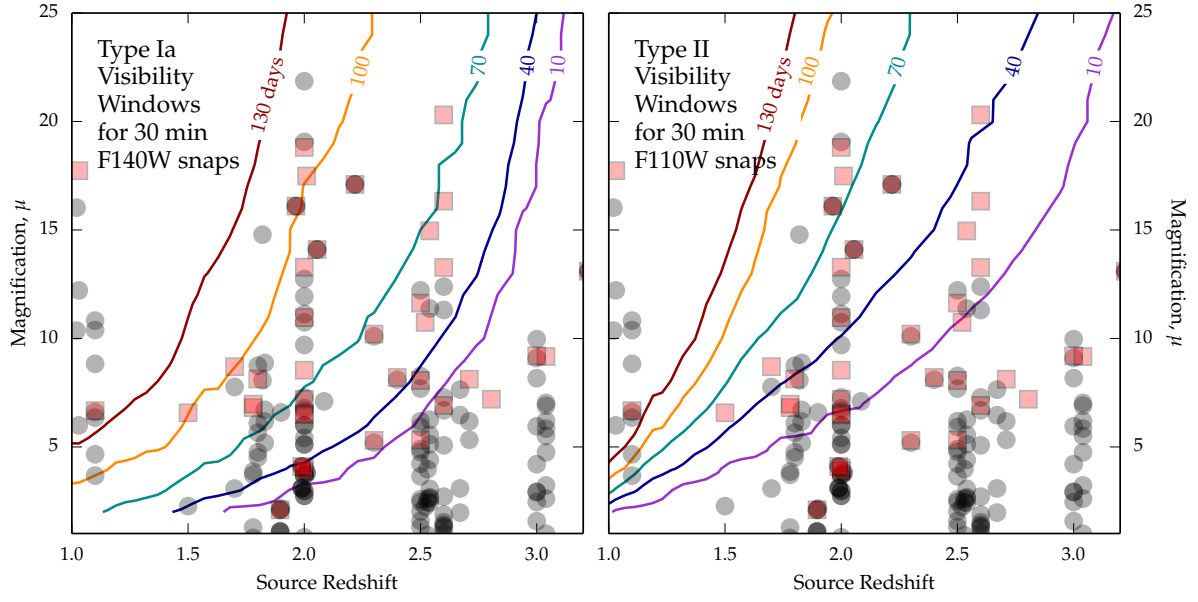 25
20
15
10
5
Magnification, μ
Type Ia
Visibility
Windows
for 30 min
F140W snaps
130 days
100
70
40
10
1.0
1.5
2.0
2.5
3.0
Source Redshift
Type II
Visibility
Windows
for 30 min
F110W snaps
130 days
100
70
40
10
1.0
1.5
2.0
2.5
3.0
Source Redshift
25
20
15
10
5
Magnification, μ